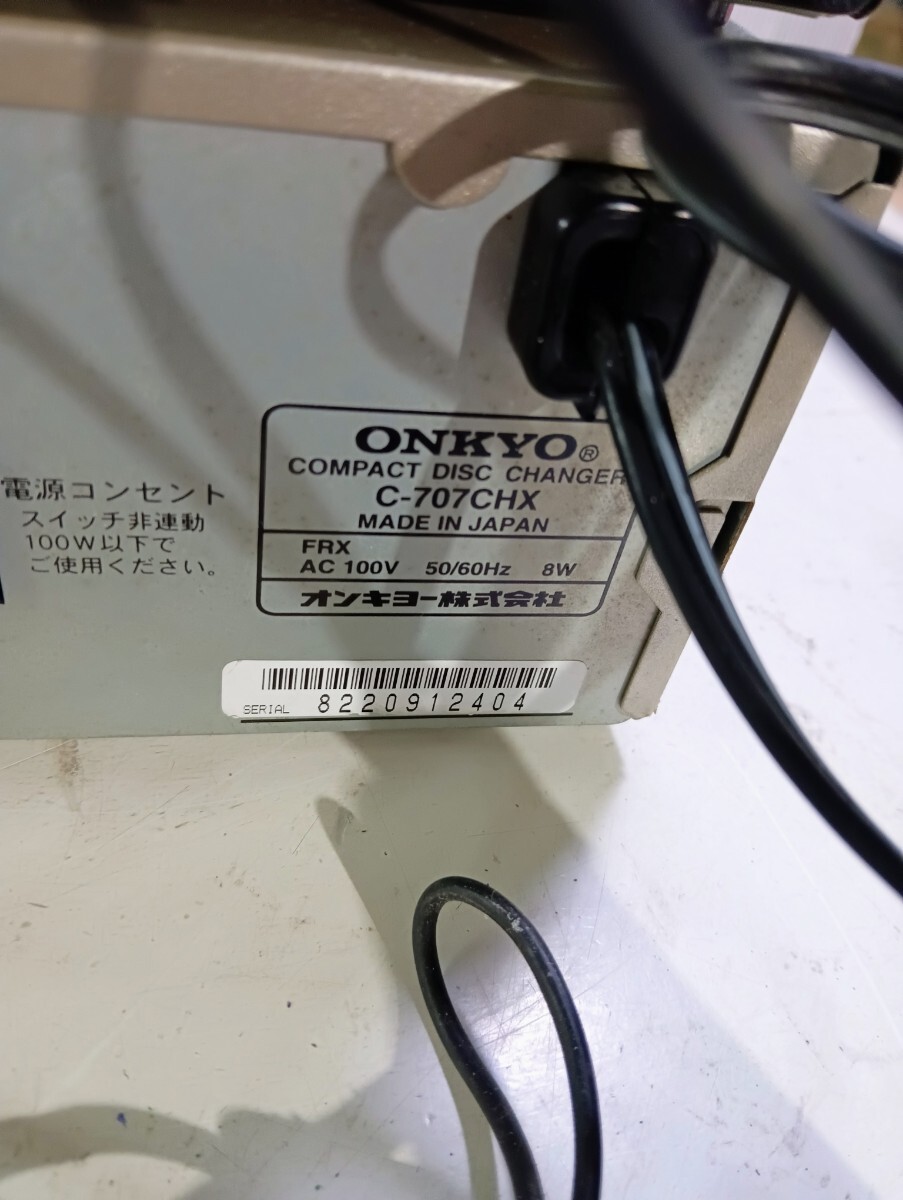 電源コンセント
スイッチ非連動
100W以下で
ご使用ください。
ONKYO®
COMPACT DISC CHANGER
C-707CHX
MADE IN JAPAN
FRX
AC 100V 50/60Hz 8W
オンキヨー株式会社
SERIAL 8220912404